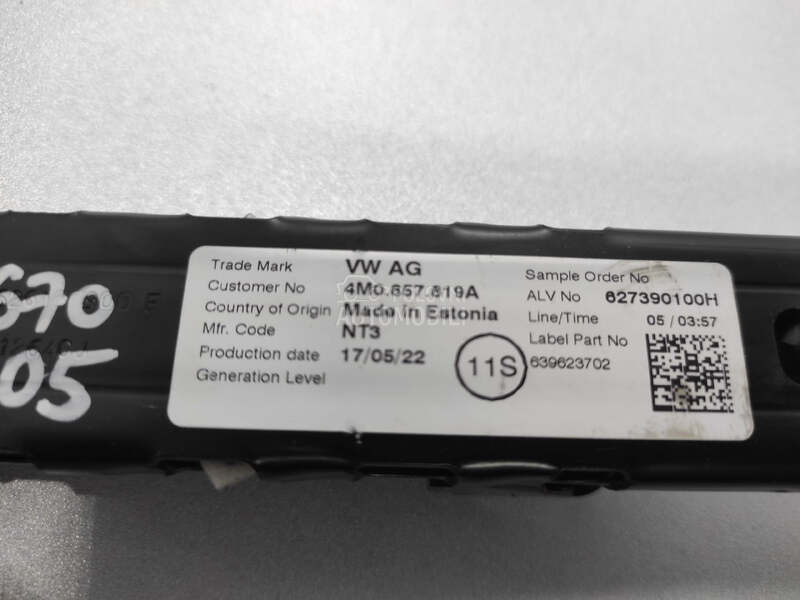 670
05
Trade Mark VW AG
Customer No 4M0.857.619A
Country of Origin Made in Estonia
Mfr. Code NT3
Production date 17/05/22
Generation Level
11S
Sample Order No
ALV No 627390100H
Line/Time 05 / 03:57
Label Part No
639623702
AUTOMOBILI